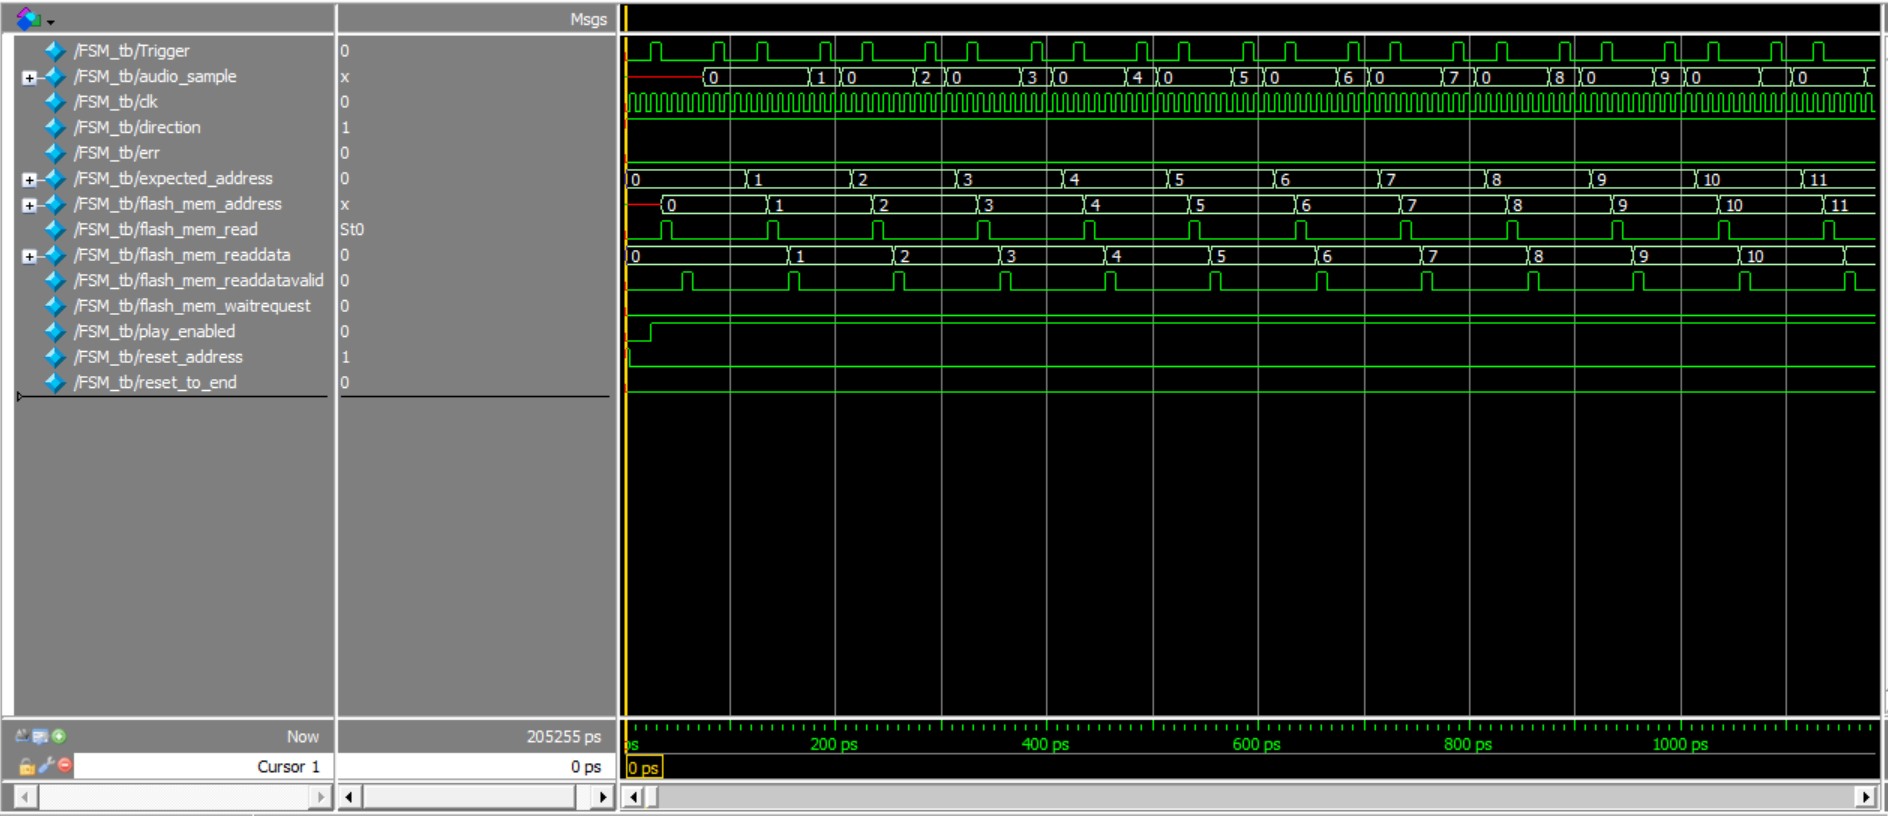 Msgs
/FSM_tb/Trigger 0
/FSM_tb/audio_sample x 0 1 0 2 0 3 0 4 0 5 0 6 0 7 0 8 0 9 0 0
/FSM_tb/clk 0
/FSM_tb/direction 1
/FSM_tb/err 0
/FSM_tb/expected_address 0 0 1 2 3 4 5 6 7 8 9 10 11
/FSM_tb/flash_mem_address x 0 1 2 3 4 5 6 7 8 9 10 11
/FSM_tb/flash_mem_read St0
/FSM_tb/flash_mem_readdata 0 0 1 2 3 4 5 6 7 8 9 10
/FSM_tb/flash_mem_readdatavalid 0
/FSM_tb/flash_mem_waitrequest 0
/FSM_tb/play_enabled 0
/FSM_tb/reset_address 1
/FSM_tb/reset_to_end 0
Now 205255 ps ps 200 ps 400 ps 600 ps 800 ps 1000 ps
Cursor 1 0 ps 0 ps